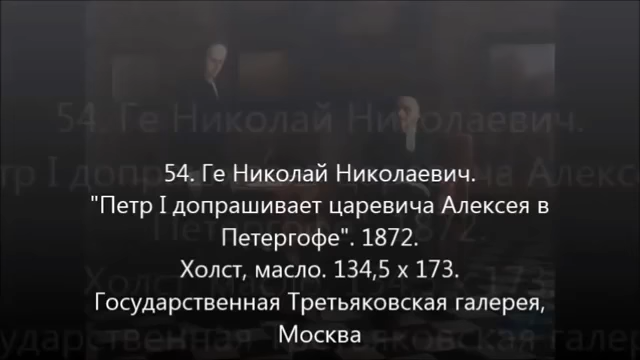 54. Ге Николай Николаевич.
"Петр I допрашивает царевича Алексея в
Петергофе". 1872.
Холст, масло. 134,5 x 173.
Государственная Третьяковская галерея,
Москва